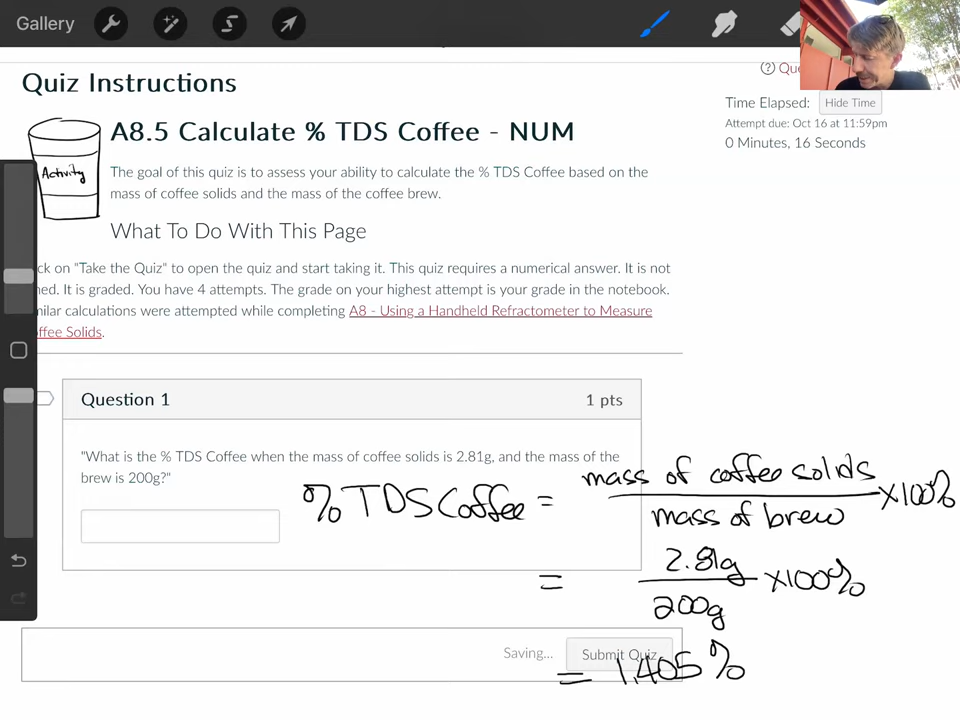 Gallery
Quiz Instructions
Activity
A8.5 Calculate % TDS Coffee - NUM
The goal of this quiz is to assess your ability to calculate the % TDS Coffee based on the
mass of coffee solids and the mass of the coffee brew.
What To Do With This Page
ck on "Take the Quiz" to open the quiz and start taking it. This quiz requires a numerical answer. It is not
ned. It is graded. You have 4 attempts. The grade on your highest attempt is your grade in the notebook.
milar calculations were attempted while completing A8 - Using a Handheld Refractometer to Measure
offee Solids.
Que
Time Elapsed: Hide Time
Attempt due: Oct 16 at 11:59pm
0 Minutes, 16 Seconds
Question 1
1 pts
"What is the % TDS Coffee when the mass of coffee solids is 2.81g, and the mass of the
brew is 200g?"
% TDS Coffee = mass of coffee solids
mass of brew
×100%
= 2.81g
200g
×100%
= 1.405%
Saving...
Submit Quiz